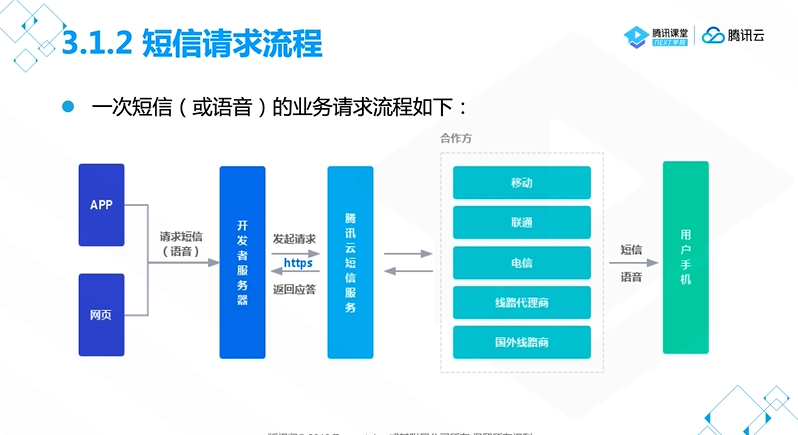 3.1.2 短信请求流程
腾讯课堂
NEXT学院
腾讯云
一次短信（或语音）的业务请求流程如下：
合作方
APP
网页
请求短信
（语音）
开发者服务器
发起请求
https
返回应答
腾讯云短信服务
移动
联通
电信
线路代理商
国外线路商
短信
语音
用户手机